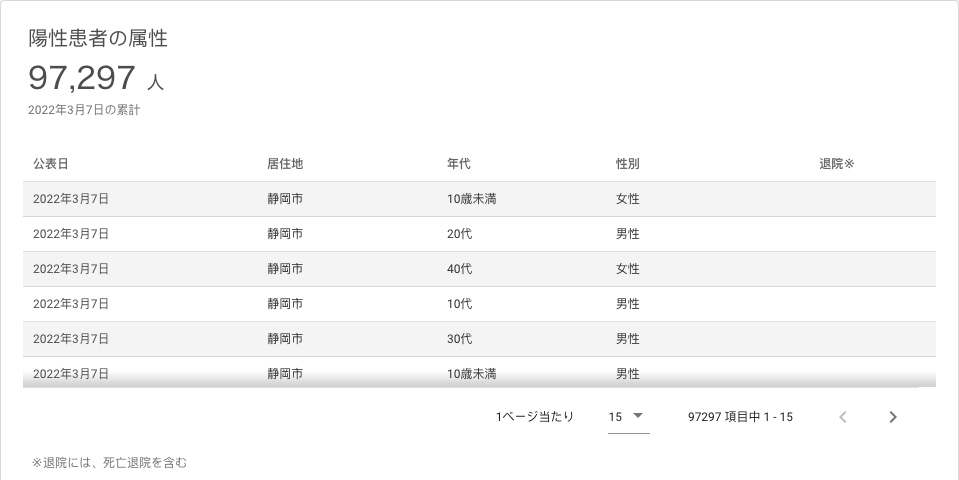 陽性患者の属性
97,297 人
2022年3月7日の累計
公表日 居住地 年代 性別 退院※
2022年3月7日 静岡市 10歳未満 女性
2022年3月7日 静岡市 20代 男性
2022年3月7日 静岡市 40代 女性
2022年3月7日 静岡市 10代 男性
2022年3月7日 静岡市 30代 男性
2022年3月7日 静岡市 10歳未満 男性
1ページ当たり 15 97297 項目中 1 - 15
※退院には、死亡退院を含む